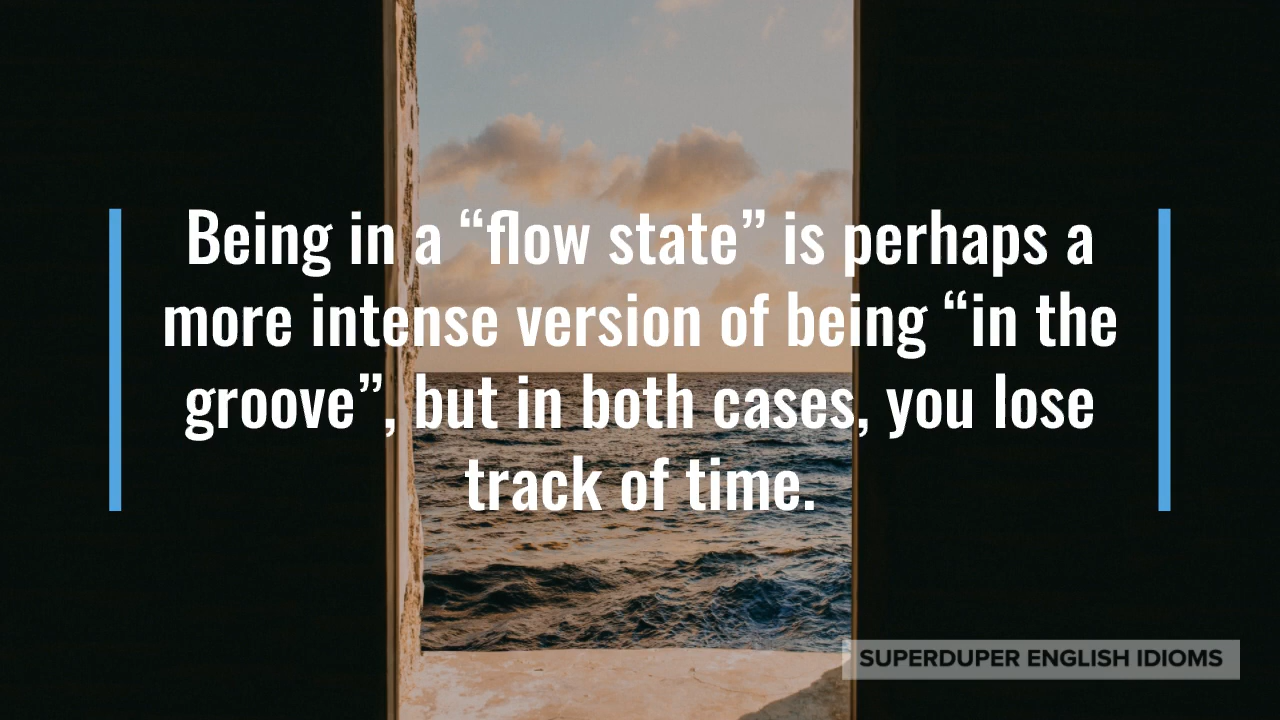 Being in a “flow state” is perhaps a
more intense version of being “in the
groove”, but in both cases, you lose
track of time.
SUPERDUPER ENGLISH IDIOMS